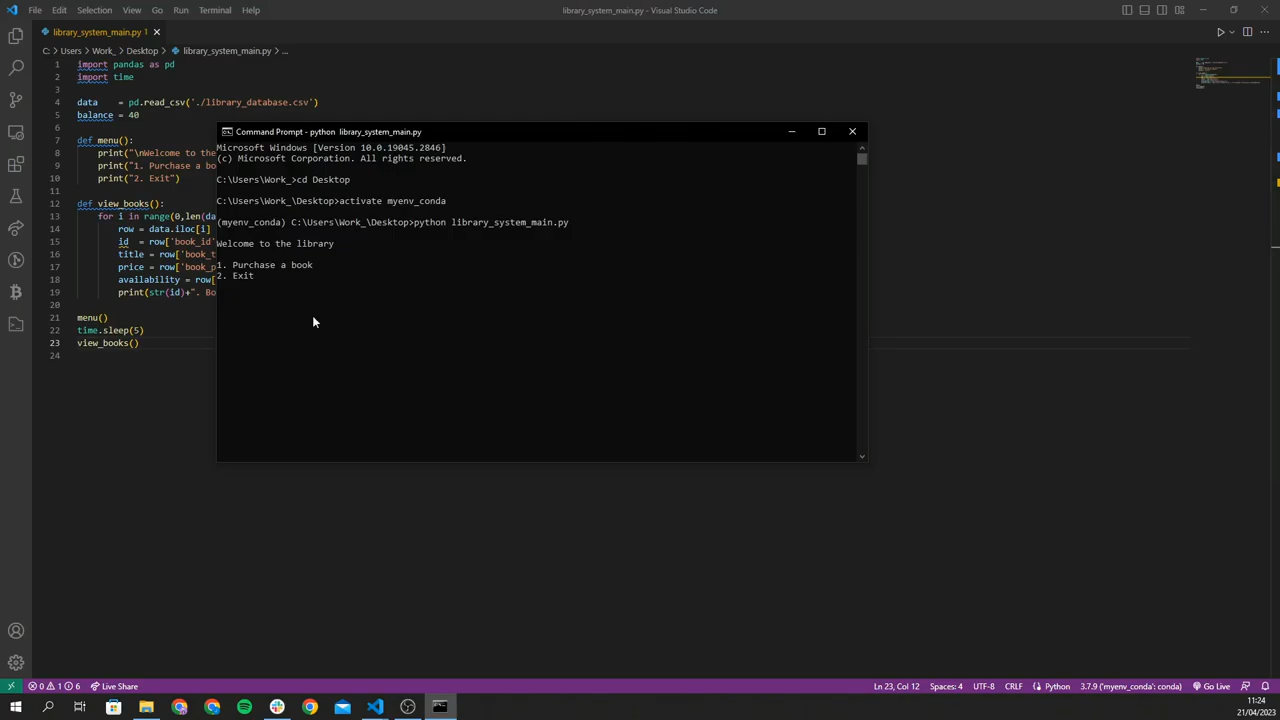 File Edit Selection View Go Run Terminal Help
library_system_main.py - Visual Studio Code
library_system_main.py 1
C: > Users > Work_ > Desktop > library_system_main.py > ...
1 import pandas as pd
2 import time
3
4 data    = pd.read_csv('./library_database.csv')
5 balance = 40
6
7 def menu():
8 print("\nWelcome to the
9 print("1. Purchase a bo
10 print("2. Exit")
11
12 def view_books():
13 for i in range(0,len(da
14 row = data.iloc[i]
15 id  = row['book_id'
16 title = row['book_t
17 price = row['book_p
18 availability = row[
19 print(str(id)+". Bo
20
21 menu()
22 time.sleep(5)
23 view_books()
24
Command Prompt - python  library_system_main.py
Microsoft Windows [Version 10.0.19045.2846]
(c) Microsoft Corporation. All rights reserved.
C:\Users\Work_>cd Desktop
C:\Users\Work_\Desktop>activate myenv_conda
(myenv_conda) C:\Users\Work_\Desktop>python library_system_main.py
Welcome to the library
1. Purchase a book
2. Exit
0 1 6 Live Share
Ln 23, Col 12 Spaces: 4 UTF-8 CRLF Python 3.7.9 ('myenv_conda': conda) Go Live
11:24
21/04/2023